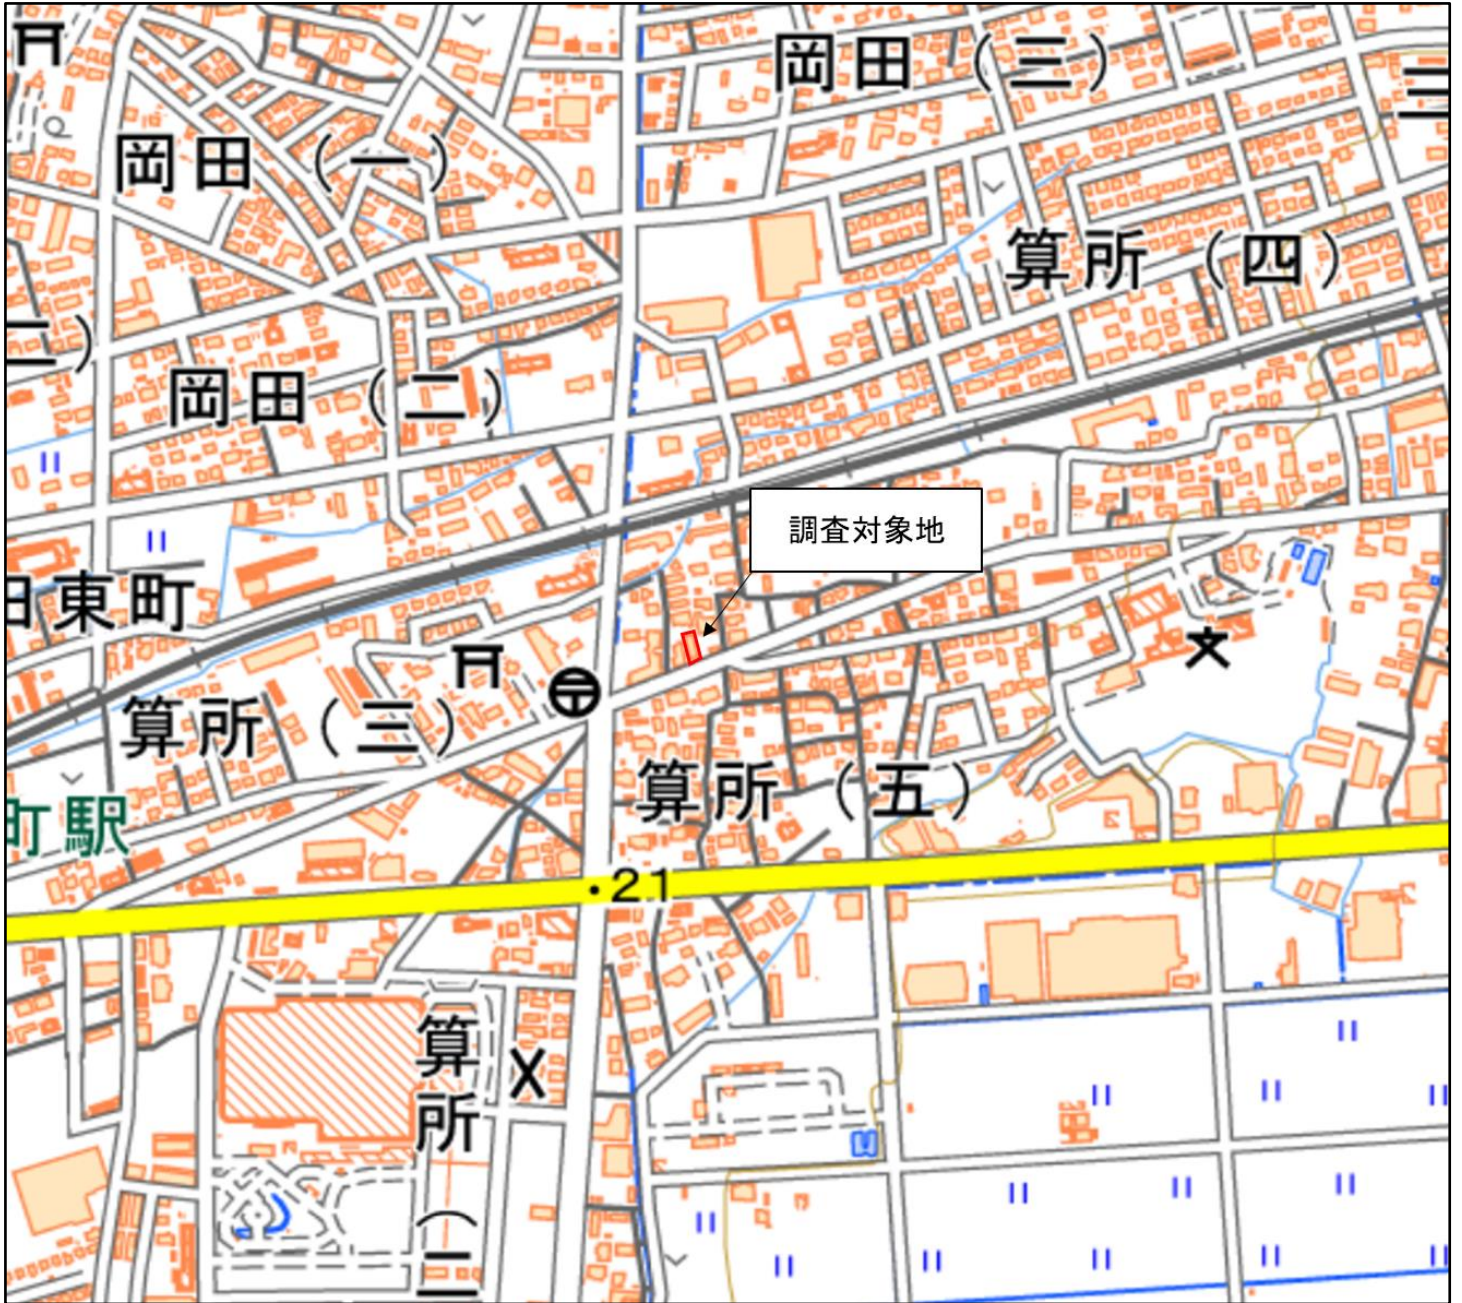 岡田（三）
三
岡田（一）
算所（四）
二）
岡田（二）
調査対象地
田東町
算所（三）
算所（五）
町駅
・21
算所（二